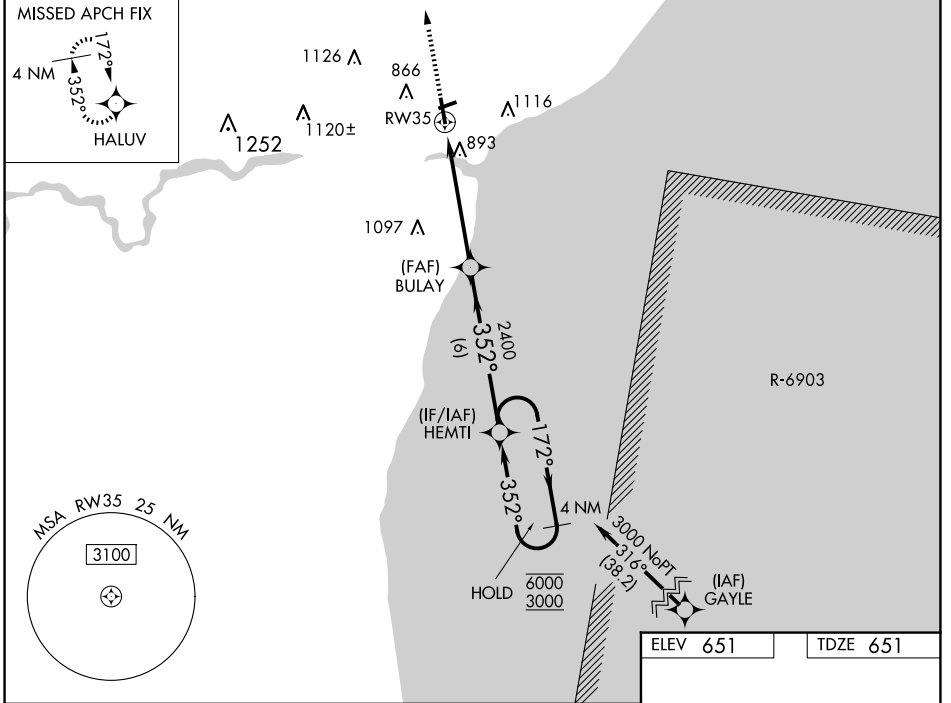 MISSED APCH FIX
4 NM
172°
352°
HALUV
1126
866
1116
1252
1120±
RW35
893
1097
(FAF)
BULAY
2400
352°
(6)
R-6903
(IF/IAF)
HEMTI
172°
352°
4 NM
3000 NoPT
316°
(38.2)
(IAF)
GAYLE
HOLD
6000
3000
MSA RW35 25 NM
3100
ELEV 651
TDZE 651